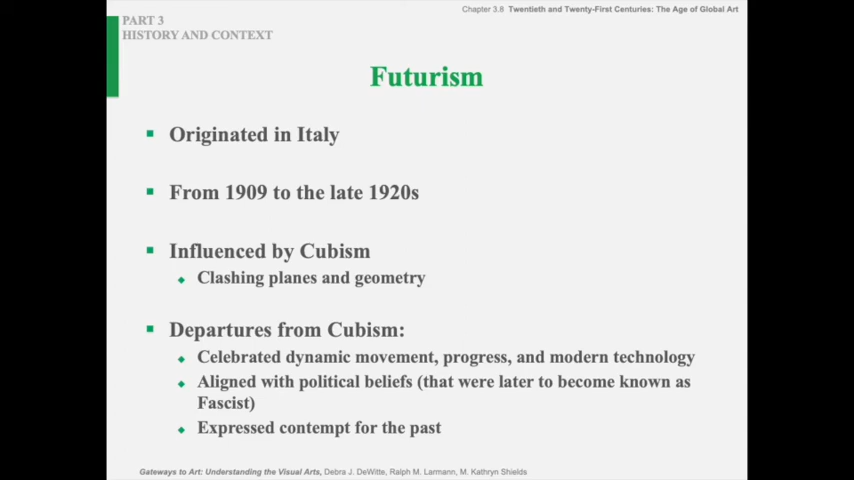 Chapter 3.8 Twentieth and Twenty-First Centuries: The Age of Global Art
PART 3
HISTORY AND CONTEXT
Futurism
Originated in Italy
From 1909 to the late 1920s
Influenced by Cubism
Clashing planes and geometry
Departures from Cubism:
Celebrated dynamic movement, progress, and modern technology
Aligned with political beliefs (that were later to become known as
Fascist)
Expressed contempt for the past
Gateways to Art: Understanding the Visual Arts, Debra J. DeWitte, Ralph M. Larmann, M. Kathryn Shields